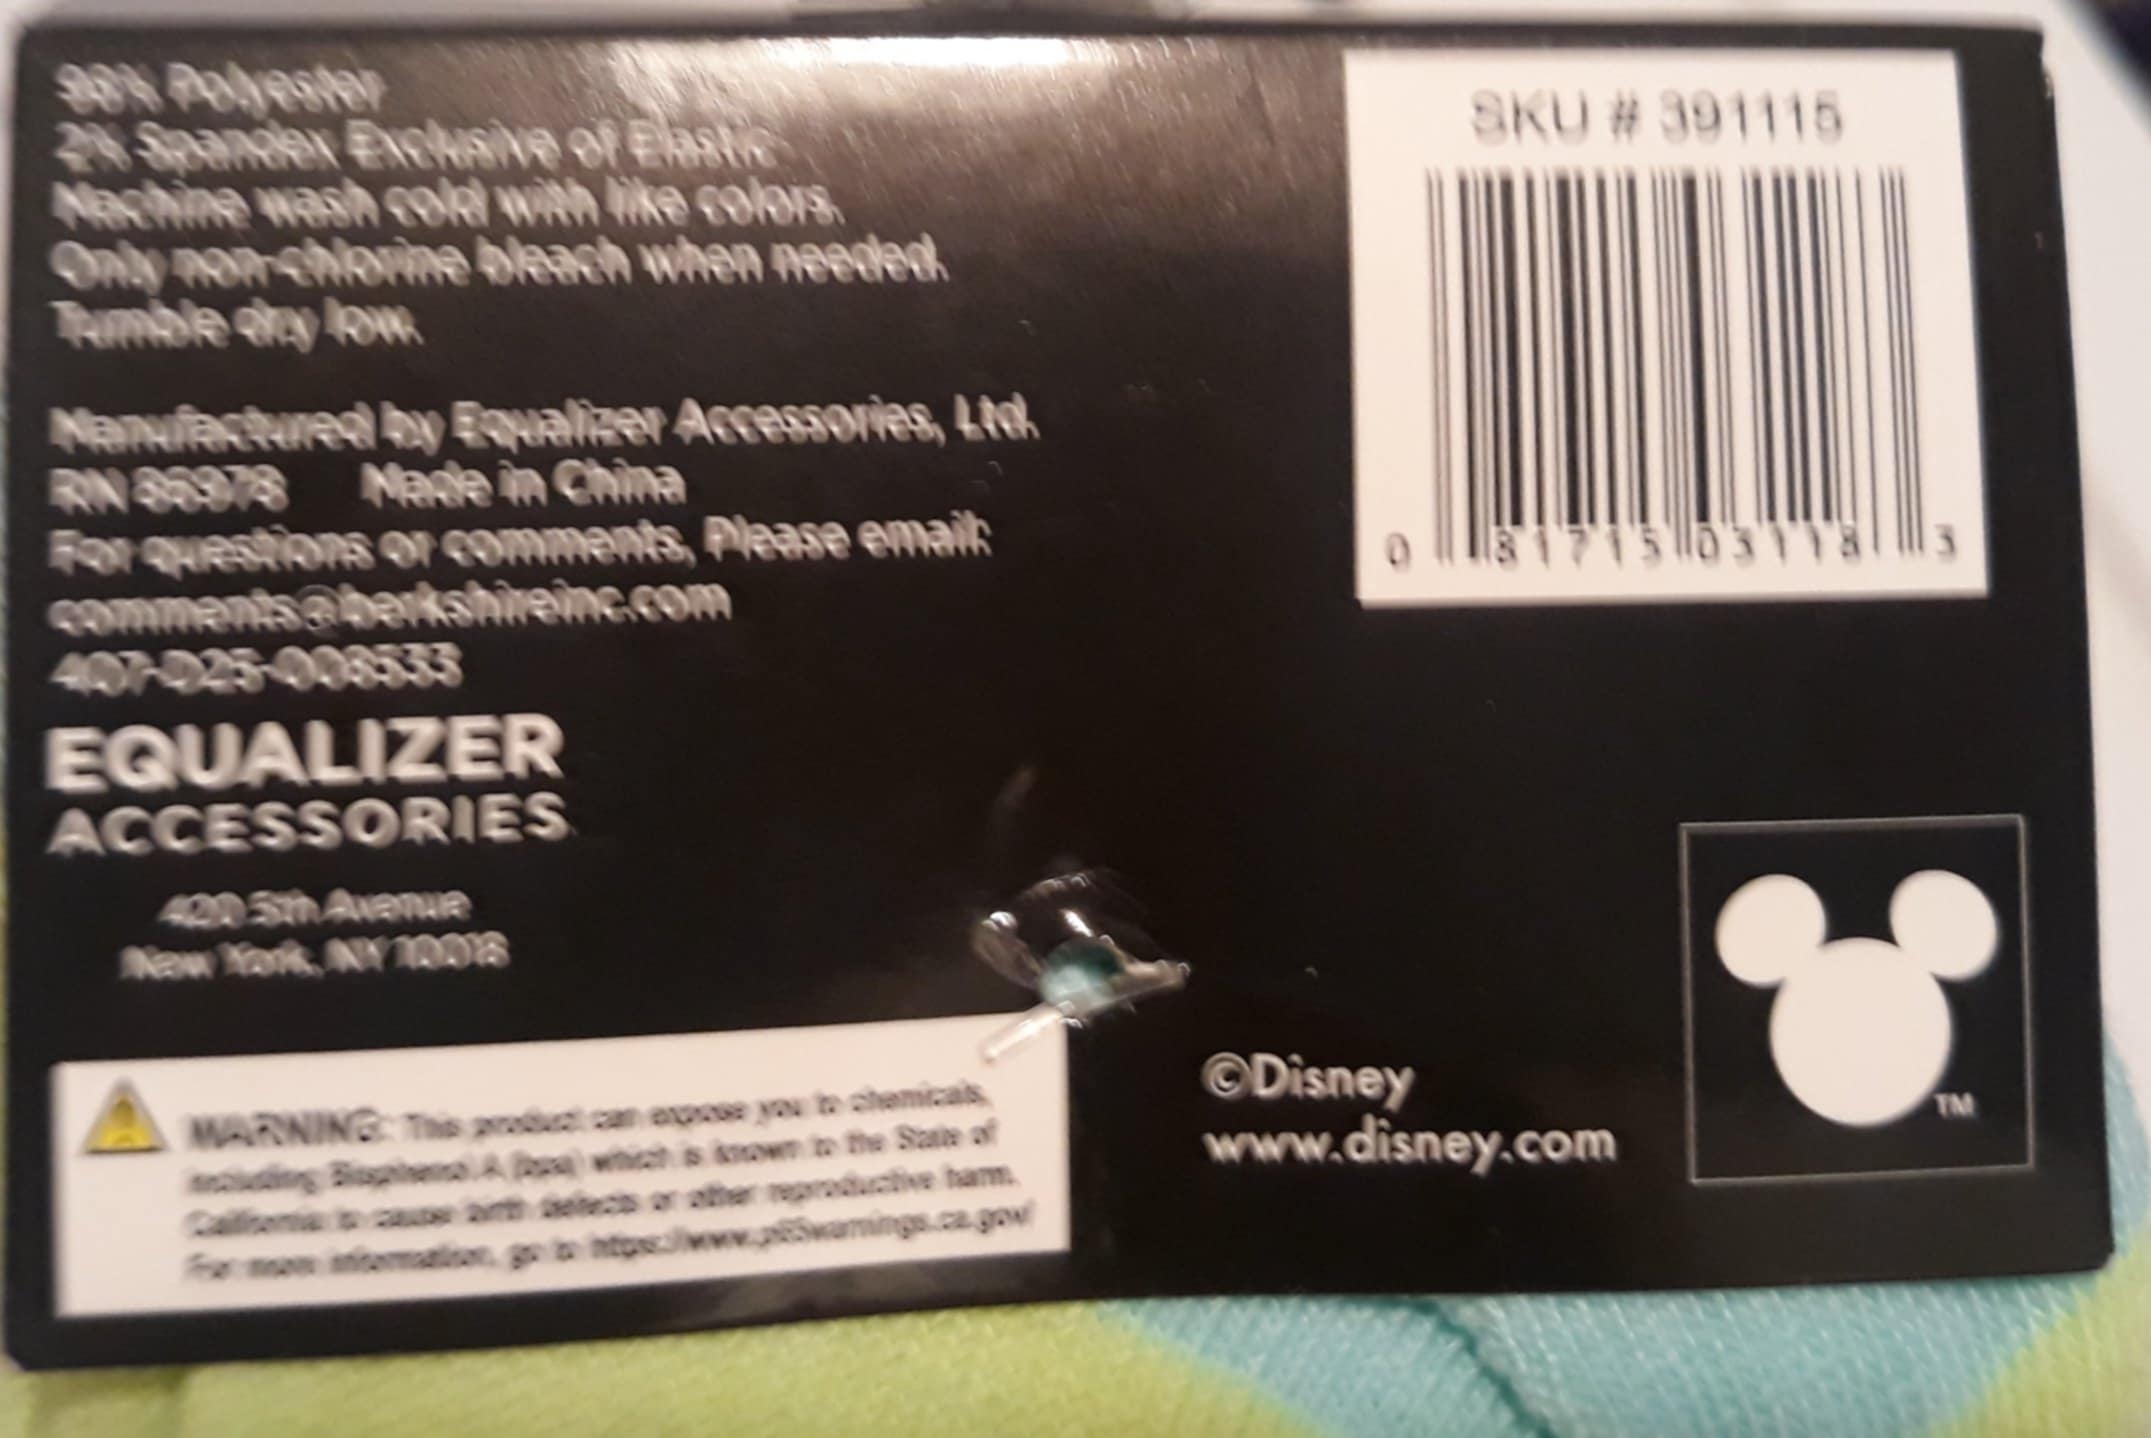 98% Polyester
2% Spandex Exclusive of Elastic
Machine wash cold with like colors.
Only non-chlorine bleach when needed.
Tumble dry low.
Manufactured by Equalizer Accessories, Ltd.
RN 86978 Made in China
For questions or comments, Please email:
comments@berkshireinc.com
407-D25-008533
EQUALIZER
ACCESSORIES
420 5th Avenue
New York, NY 10018
WARNING: This product can expose you to chemicals,
including Bisphenol A (bpa) which is known to the State of
California to cause birth defects or other reproductive harm.
For more information, go to https://www.p65warnings.ca.gov/
SKU # 391115
0 81715 03118 3
©Disney
www.disney.com
TM